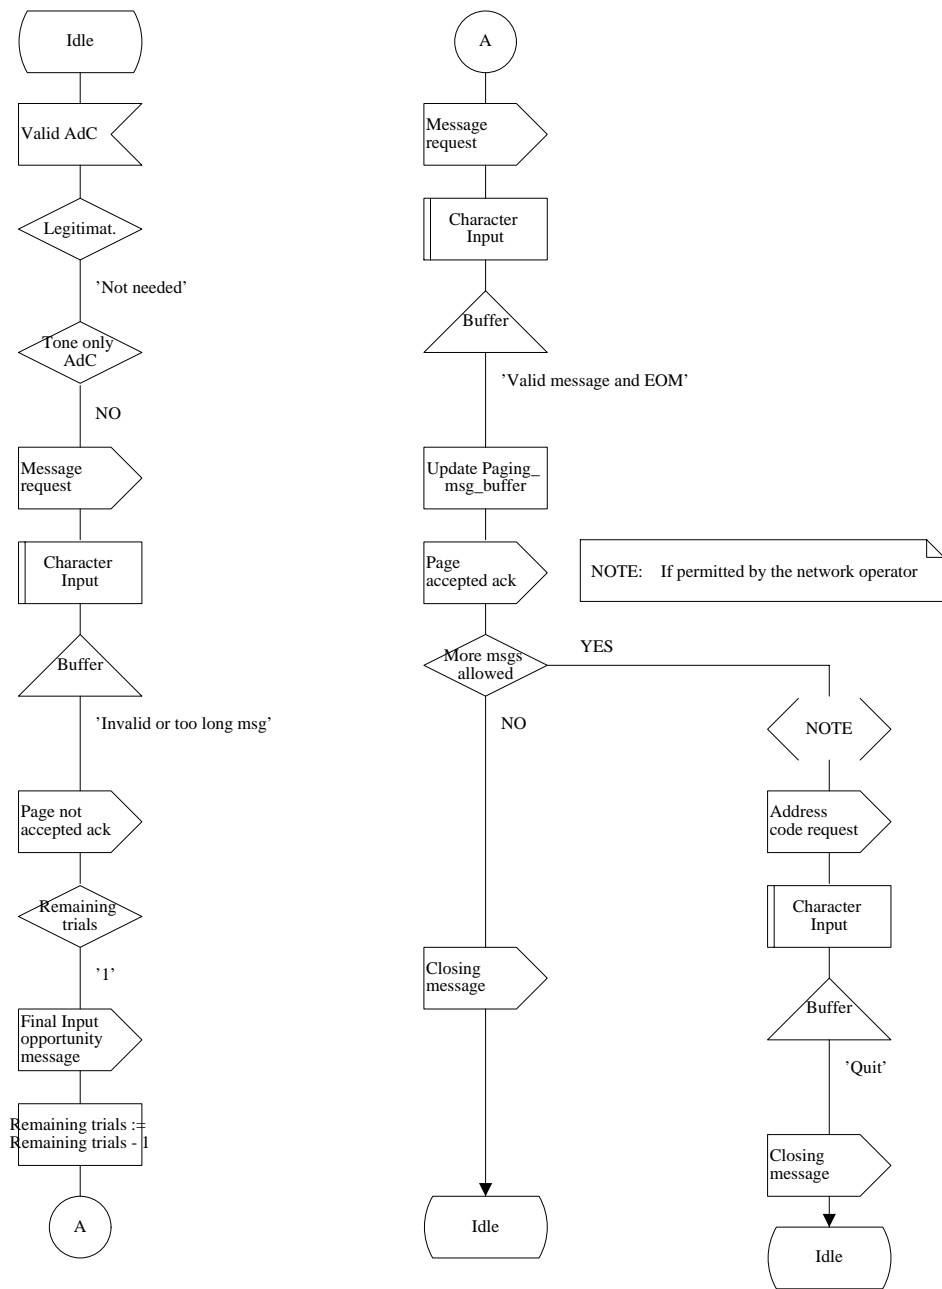 Idle
Valid AdC
Legitimat.
’Not needed’
Tone only
AdC
NO
Message
request
Character
Input
Buffer
’Invalid or too long msg’
Page not
accepted ack
Remaining
trials
’1’
Final Input
opportunity
message
Remaining trials :=
Remaining trials - 1
A
A
Message
request
Character
Input
Buffer
’Valid message and EOM’
Update Paging_
msg_buffer
Page
accepted ack
NOTE: If permitted by the network operator
More msgs
allowed
YES
NO
Closing
message
Idle
NOTE
Address
code request
Character
Input
Buffer
’Quit’
Closing
message
Idle